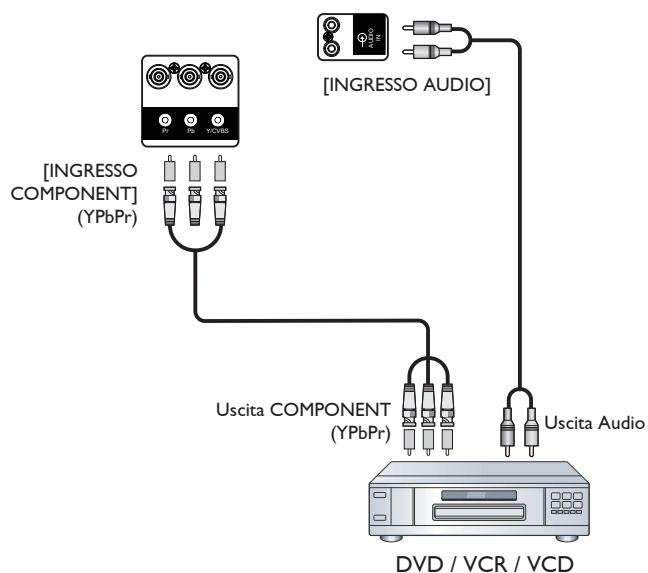 AUDIO
IN
[INGRESSO AUDIO]
Pr Pb Y/CVBS
[INGRESSO
COMPONENT]
(YPbPr)
Uscita COMPONENT
(YPbPr)
Uscita Audio
DVD / VCR / VCD